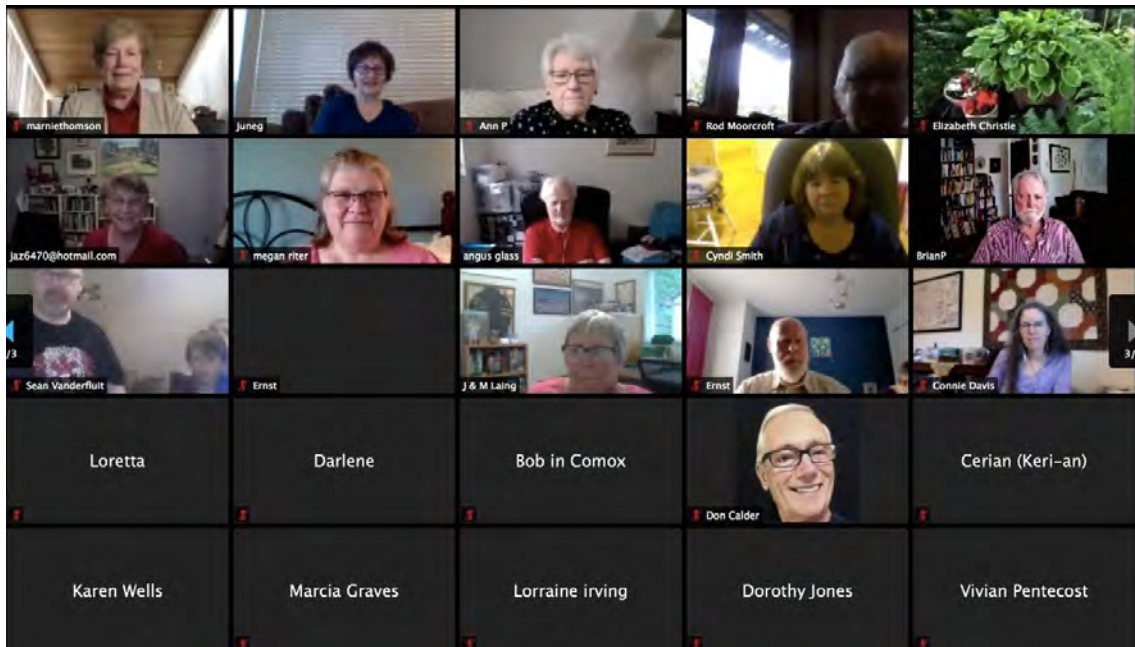 marniethomson
Juneg
Ann P
Rod Moorcroft
Elizabeth Christie
jaz6470@hotmail.com
megan riter
angus glass
Cyndi Smith
BrianP
/3
Sean Vanderfluit
Ernst
J & M Laing
Ernst
Connie Davis
3/
Loretta
Darlene
Bob in Comox
Don Calder
Cerian (Keri-an)
Karen Wells
Marcia Graves
Lorraine irving
Dorothy Jones
Vivian Pentecost